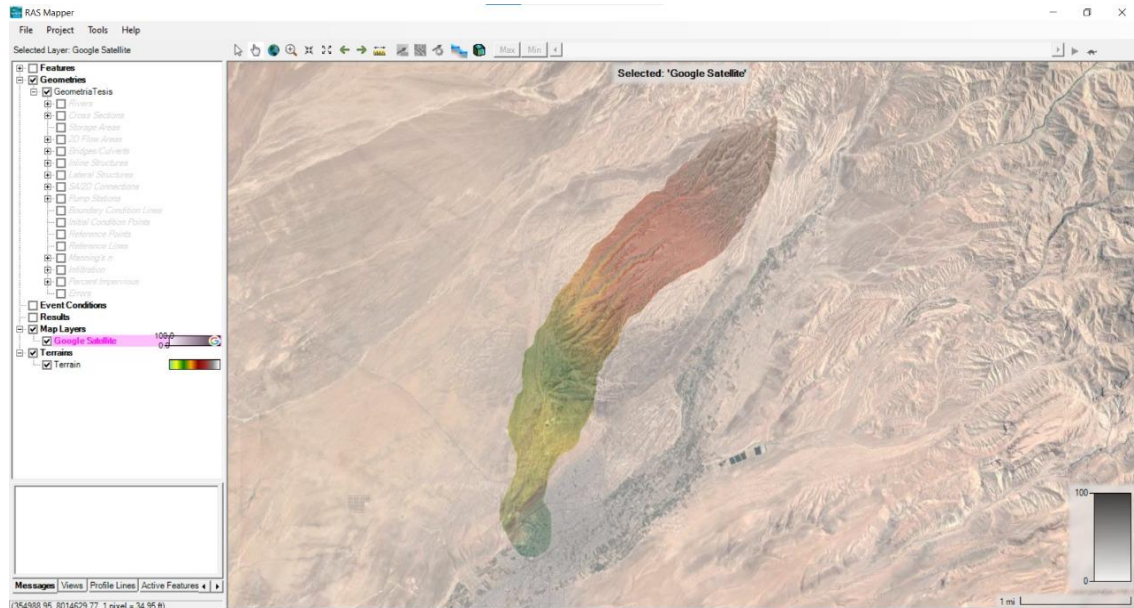 RAS Mapper
File Project Tools Help
Selected Layer: Google Satellite
Max Min
Selected: 'Google Satellite'
Features
Geometries
GeometriaTesis
Rivers
Cross Sections
Storage Areas
2D Flow Areas
Bridges/Culverts
Inline Structures
Lateral Structures
SA/2D Connections
Pump Stations
Boundary Condition Lines
Initial Condition Points
Reference Points
Reference Lines
Manning's n
Infiltration
Percent Impervious
Errors
Event Conditions
Results
Map Layers
Google Satellite 100.0
0.0
Terrains
Terrain
100
0
Messages Views Profile Lines Active Features
1 mi
(354988.95, 8014629.77 1 pixel = 34.95 ft)